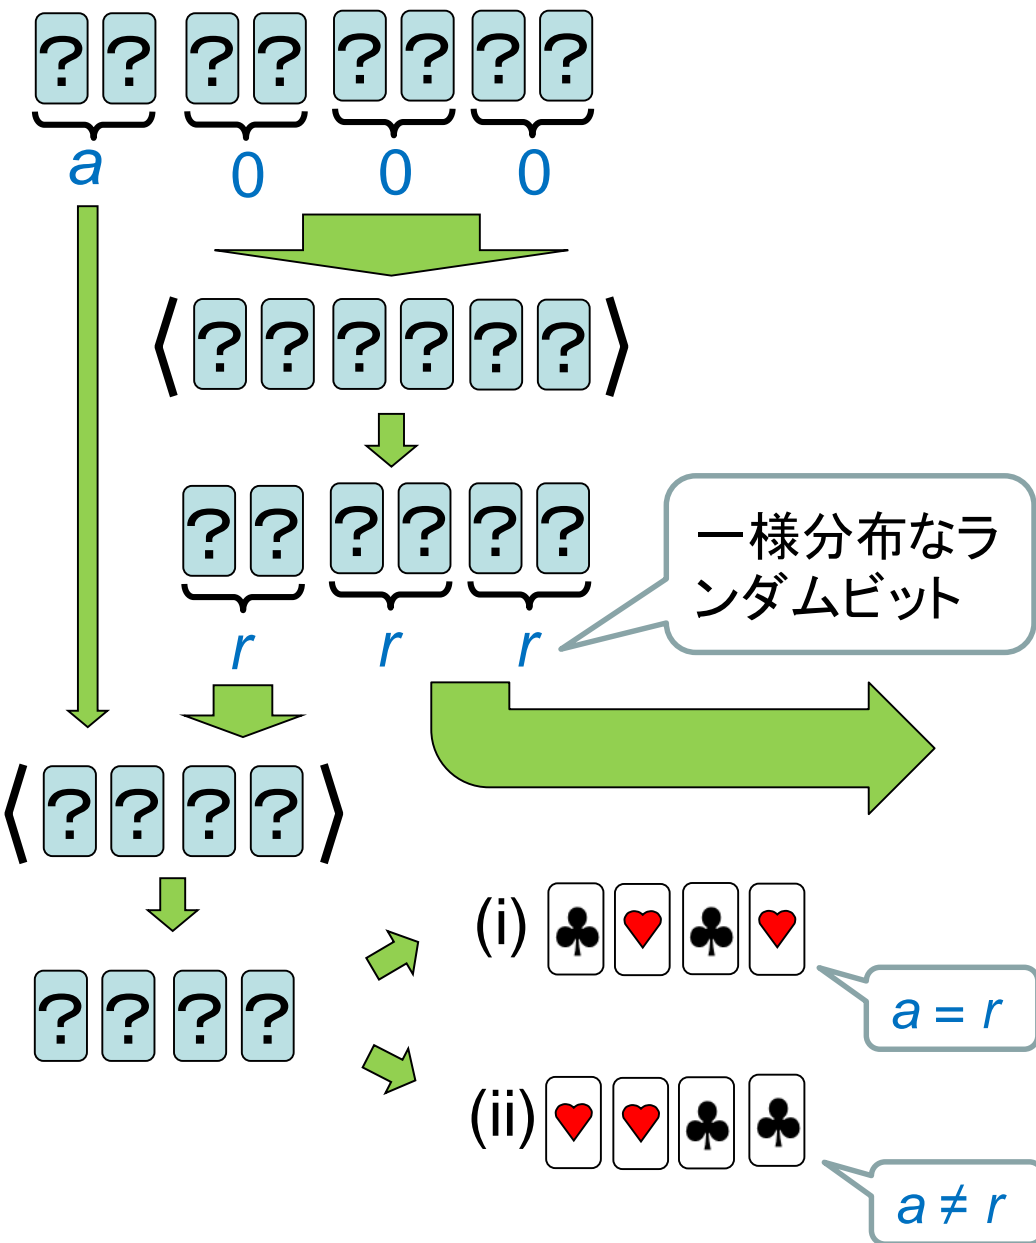 ? ? ? ? ? ? ? ?
a 0 0 0
⟨ ? ? ? ? ? ? ⟩
? ? ? ? ? ?
一様分布なラ
ンダムビット
r r r
⟨ ? ? ? ? ⟩
(i) ♣ ♥ ♣ ♥
? ? ? ?
a = r
(ii) ♥ ♥ ♣ ♣
a ≠ r